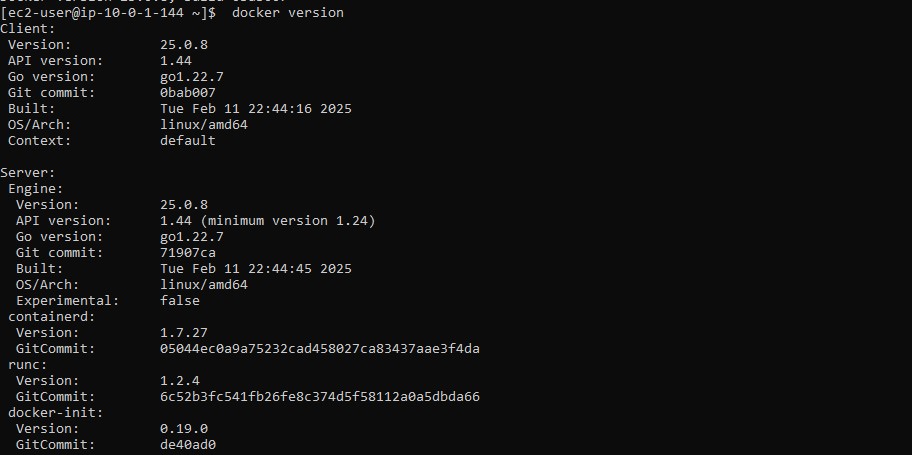 [ec2-user@ip-10-0-1-144 ~]$ docker version
Client:
Version: 25.0.8
API version: 1.44
Go version: go1.22.7
Git commit: 0bab007
Built: Tue Feb 11 22:44:16 2025
OS/Arch: linux/amd64
Context: default
Server:
Engine:
Version: 25.0.8
API version: 1.44 (minimum version 1.24)
Go version: go1.22.7
Git commit: 71907ca
Built: Tue Feb 11 22:44:45 2025
OS/Arch: linux/amd64
Experimental: false
containerd:
Version: 1.7.27
GitCommit: 05044ec0a9a75232cad458027ca83437aae3f4da
runc:
Version: 1.2.4
GitCommit: 6c52b3fc541fb26fe8c374d5f58112a0a5dbda66
docker-init:
Version: 0.19.0
GitCommit: de40ad0